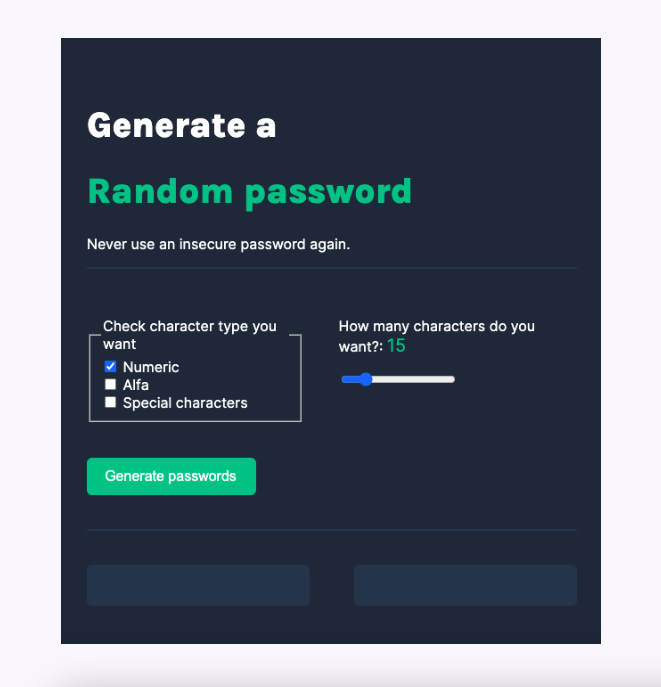 Generate a
Random password
Never use an insecure password again.
Check character type you
want
Numeric
Alfa
Special characters
How many characters do you
want?: 15
Generate passwords